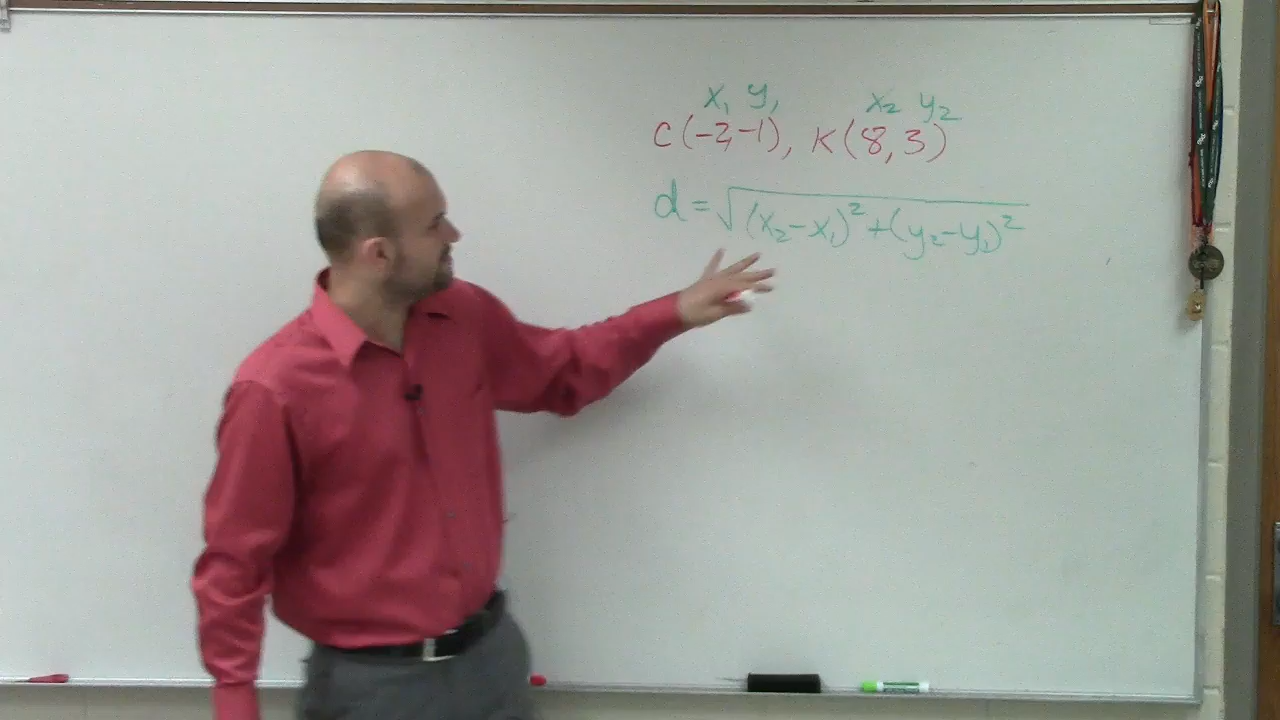 x₁ y₁ x₂ y₂
C(-2,-1), K(8,3)
d=√(x₂-x₁)²+(y₂-y₁)²